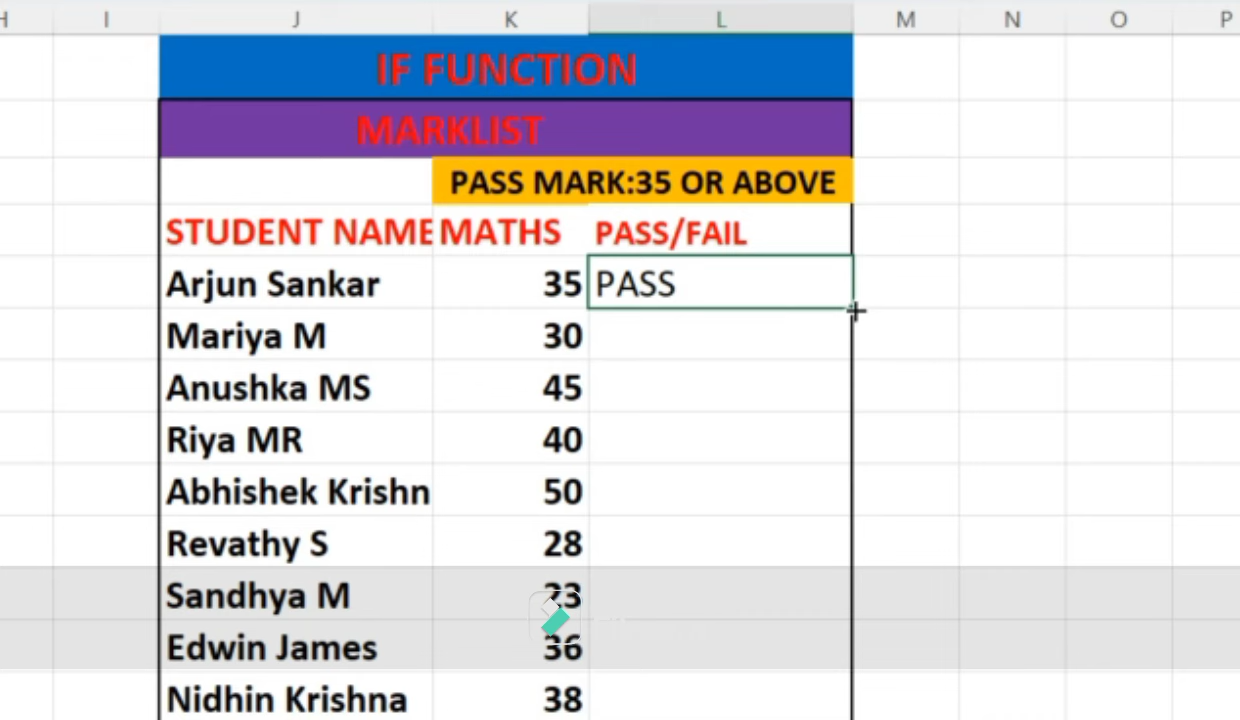 H I J K L M N O P
IF FUNCTION
MARKLIST
PASS MARK:35 OR ABOVE
STUDENT NAME MATHS PASS/FAIL
Arjun Sankar 35 PASS
Mariya M 30
Anushka MS 45
Riya MR 40
Abhishek Krishn 50
Revathy S 28
Sandhya M 23
Edwin James 36
Nidhin Krishna 38